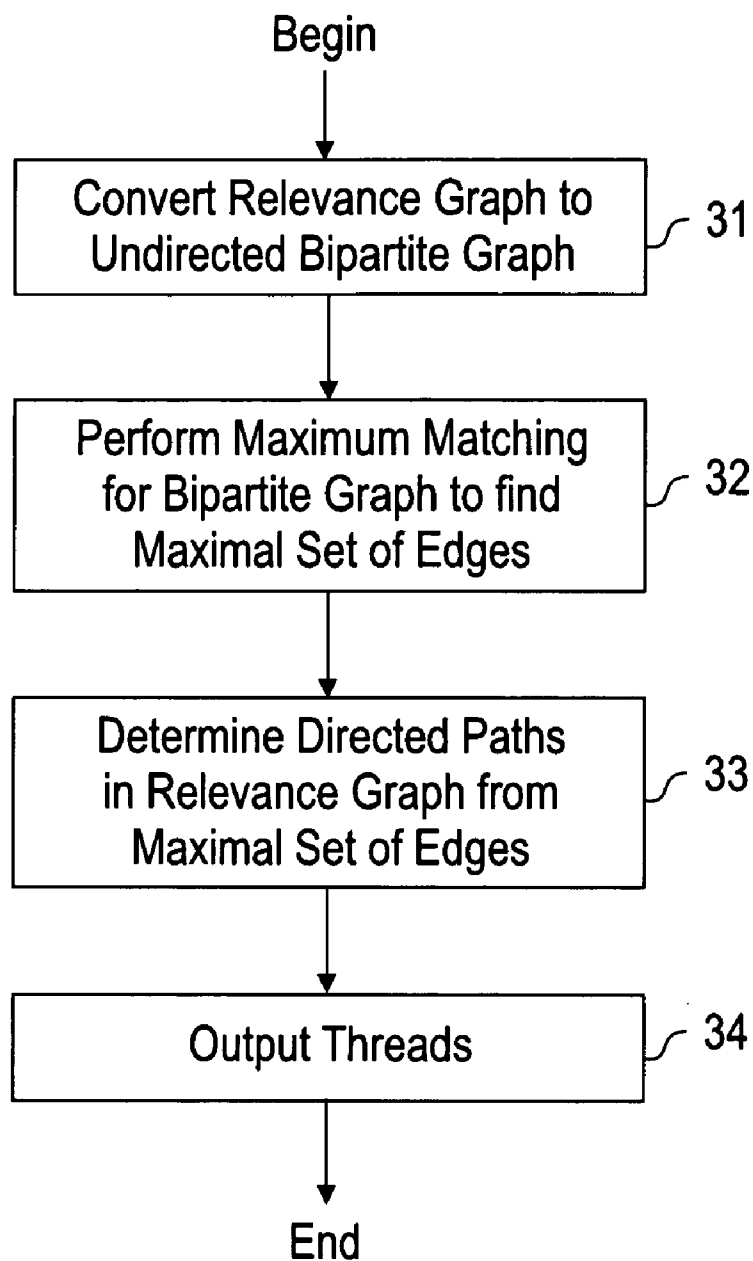 Begin
Convert Relevance Graph to
Undirected Bipartite Graph
31
Perform Maximum Matching
for Bipartite Graph to find
Maximal Set of Edges
32
Determine Directed Paths
in Relevance Graph from
Maximal Set of Edges
33
Output Threads
34
End